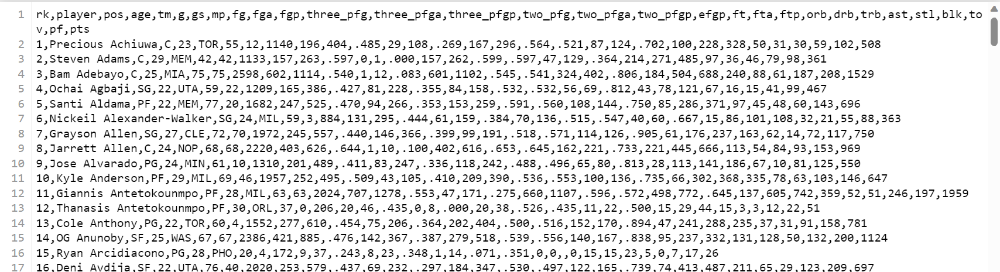 1 rk,player,pos,age,tm,g,gs,mp,fg,fga,fgp,three_pfg,three_pfga,three_pfgp,two_pfg,two_pfga,two_pfgp,efgp,ft,fta,ftp,orb,drb,trb,ast,stl,blk,to
v,pf,pts
2 1,Precious Achiuwa,C,23,TOR,55,12,1140,196,404,.485,29,108,.269,167,296,.564,.521,87,124,.702,100,228,328,50,31,30,59,102,508
3 2,Steven Adams,C,29,MEM,42,42,1133,157,263,.597,0,1,.000,157,262,.599,.597,47,129,.364,214,271,485,97,36,46,79,98,361
4 3,Bam Adebayo,C,25,MIA,75,75,2598,602,1114,.540,1,12,.083,601,1102,.545,.541,324,402,.806,184,504,688,240,88,61,187,208,1529
5 4,Ochai Agbaji,SG,22,UTA,59,22,1209,165,386,.427,81,228,.355,84,158,.532,.532,56,69,.812,43,78,121,67,16,15,41,99,467
6 5,Santi Aldama,PF,22,MEM,77,20,1682,247,525,.470,94,266,.353,153,259,.591,.560,108,144,.750,85,286,371,97,45,48,60,143,696
7 6,Nickeil Alexander-Walker,SG,24,MIL,59,3,884,131,295,.444,61,159,.384,70,136,.515,.547,40,60,.667,15,86,101,108,32,21,55,88,363
8 7,Grayson Allen,SG,27,CLE,72,70,1972,245,557,.440,146,366,.399,99,191,.518,.571,114,126,.905,61,176,237,163,62,14,72,117,750
9 8,Jarrett Allen,C,24,NOP,68,68,2220,403,626,.644,1,10,.100,402,616,.653,.645,162,221,.733,221,445,666,113,54,84,93,153,969
10 9,Jose Alvarado,PG,24,MIN,61,10,1310,201,489,.411,83,247,.336,118,242,.488,.496,65,80,.813,28,113,141,186,67,10,81,125,550
11 10,Kyle Anderson,PF,29,MIL,69,46,1957,252,495,.509,43,105,.410,209,390,.536,.553,100,136,.735,66,302,368,335,78,63,103,146,647
12 11,Giannis Antetokounmpo,PF,28,MIL,63,63,2024,707,1278,.553,47,171,.275,660,1107,.596,.572,498,772,.645,137,605,742,359,52,51,246,197,1959
13 12,Thanasis Antetokounmpo,PF,30,ORL,37,0,206,20,46,.435,0,8,.000,20,38,.526,.435,11,22,.500,15,29,44,15,3,3,12,22,51
14 13,Cole Anthony,PG,22,TOR,60,4,1552,277,610,.454,75,206,.364,202,404,.500,.516,152,170,.894,47,241,288,235,37,31,91,158,781
15 14,OG Anunoby,SF,25,WAS,67,67,2386,421,885,.476,142,367,.387,279,518,.539,.556,140,167,.838,95,237,332,131,128,50,132,200,1124
16 15,Ryan Arcidiacono,PG,28,PHO,20,4,172,9,37,.243,8,23,.348,1,14,.071,.351,0,0,,0,15,15,23,5,0,7,17,26
17 16,Deni Avdija,SF,22,UTA,76,40,2020,253,579,.437,69,232,.297,184,347,.530,.497,122,165,.739,74,413,487,211,65,29,123,209,697